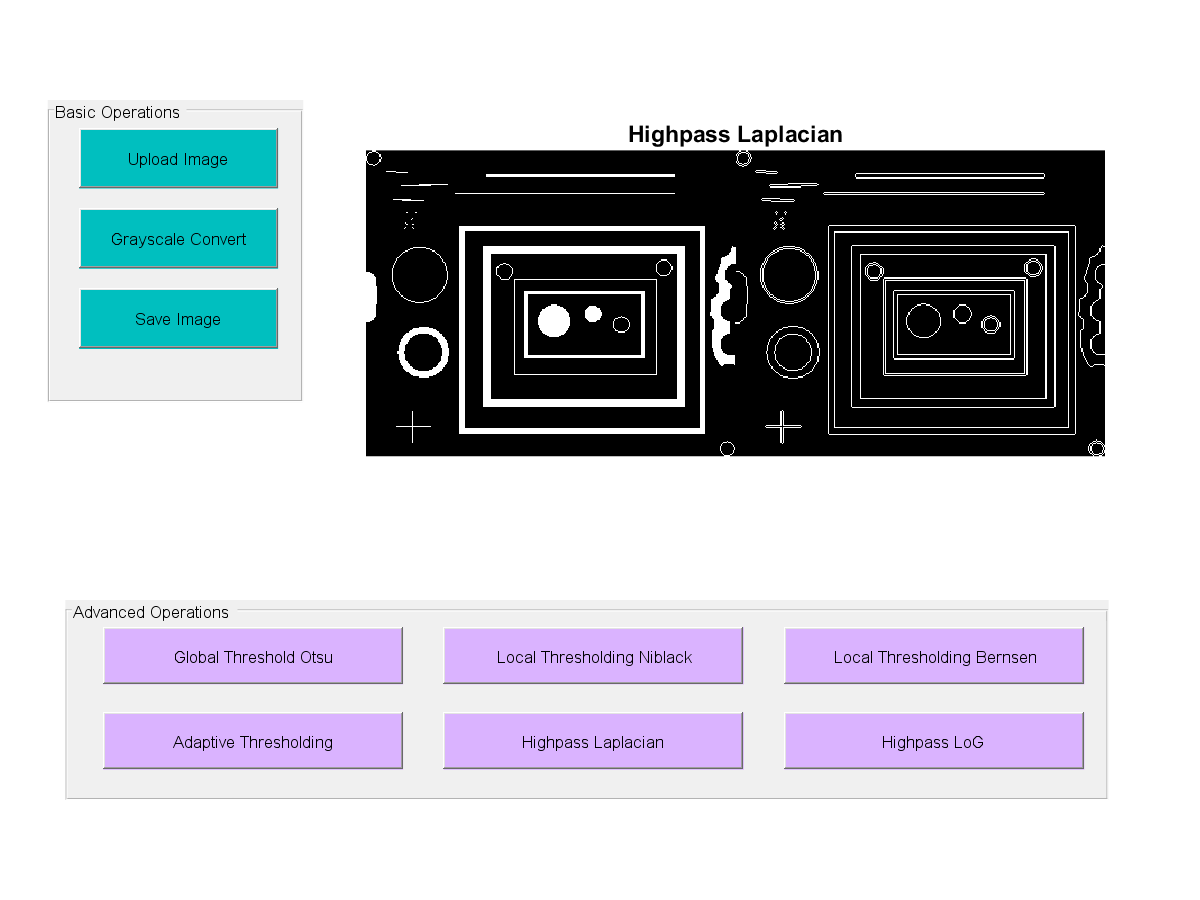 Basic Operations
Upload Image
Grayscale Convert
Save Image
Highpass Laplacian
Advanced Operations
Global Threshold Otsu
Local Thresholding Niblack
Local Thresholding Bernsen
Adaptive Thresholding
Highpass Laplacian
Highpass LoG